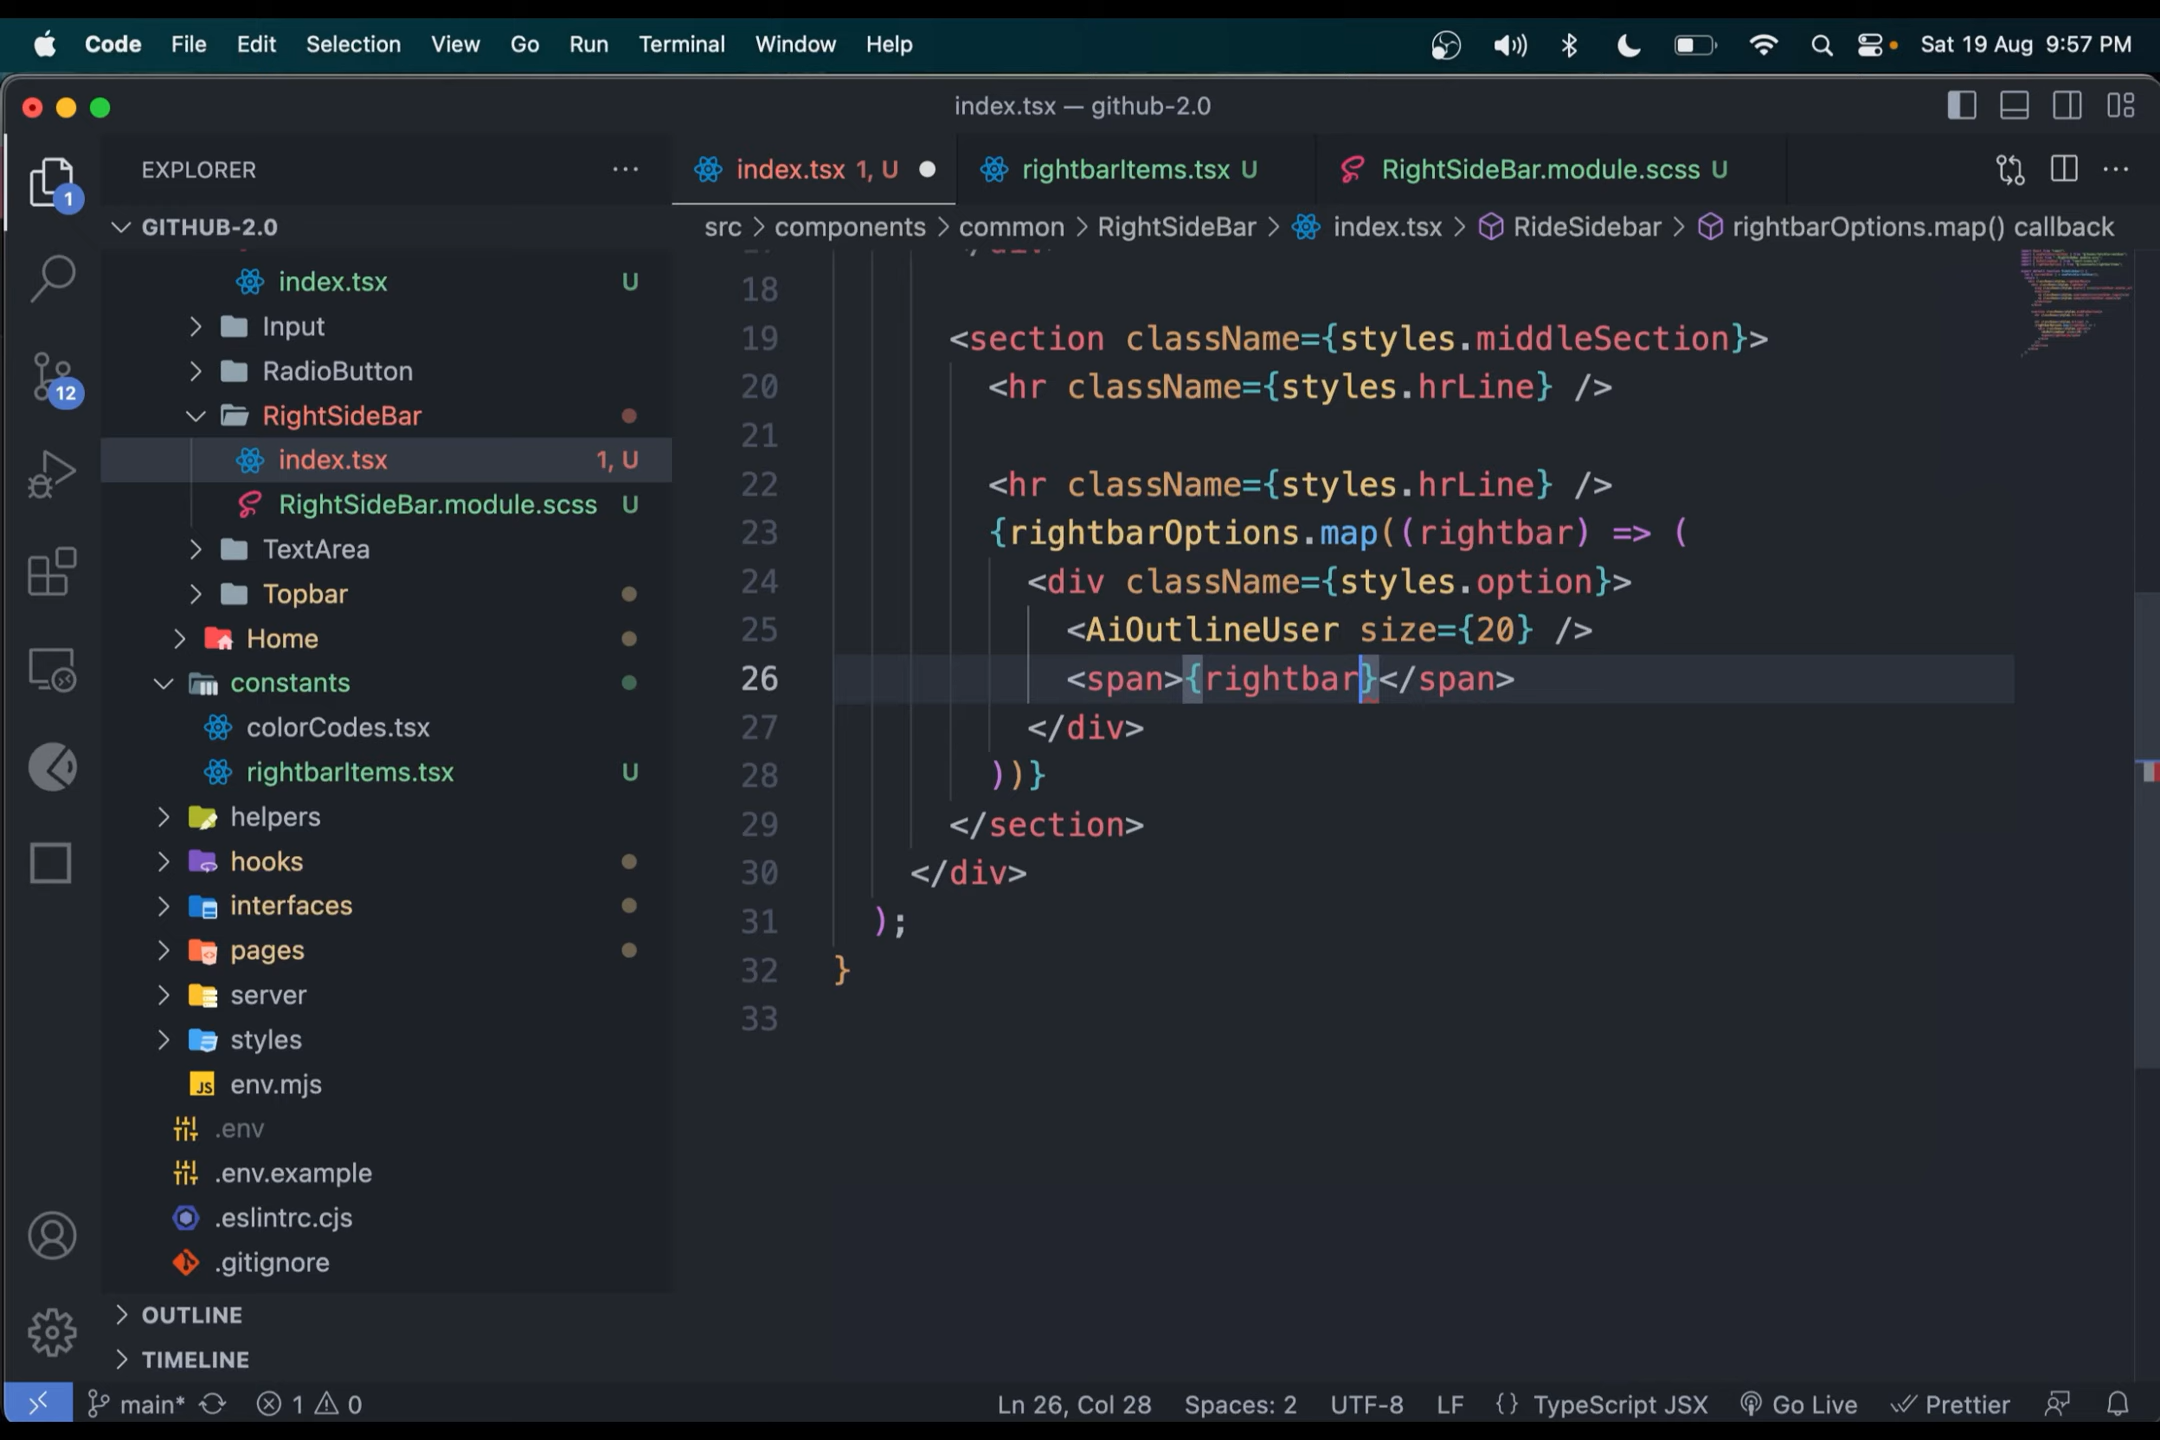 Code File Edit Selection View Go Run Terminal Window Help Sat 19 Aug 9:57 PM
index.tsx — github-2.0
EXPLORER
index.tsx 1, U
rightbarItems.tsx U
RightSideBar.module.scss U
src > components > common > RightSideBar > index.tsx > RideSidebar > rightbarOptions.map() callback
1
12
GITHUB-2.0
index.tsx U
Input
RadioButton
RightSideBar
index.tsx 1, U
RightSideBar.module.scss U
TextArea
Topbar
Home
constants
colorCodes.tsx
rightbarItems.tsx U
helpers
hooks
interfaces
pages
server
styles
JS env.mjs
.env
.env.example
.eslintrc.cjs
.gitignore
OUTLINE
TIMELINE
18
19 <section className={styles.middleSection}>
20 <hr className={styles.hrLine} />
21
22 <hr className={styles.hrLine} />
23 {rightbarOptions.map((rightbar) => (
24 <div className={styles.option}>
25 <AiOutlineUser size={20} />
26 <span>{rightbar}</span>
27 </div>
28 ))}
29 </section>
30 </div>
31 );
32 }
33
main* 1 0 Ln 26, Col 28 Spaces: 2 UTF-8 LF {} TypeScript JSX Go Live Prettier